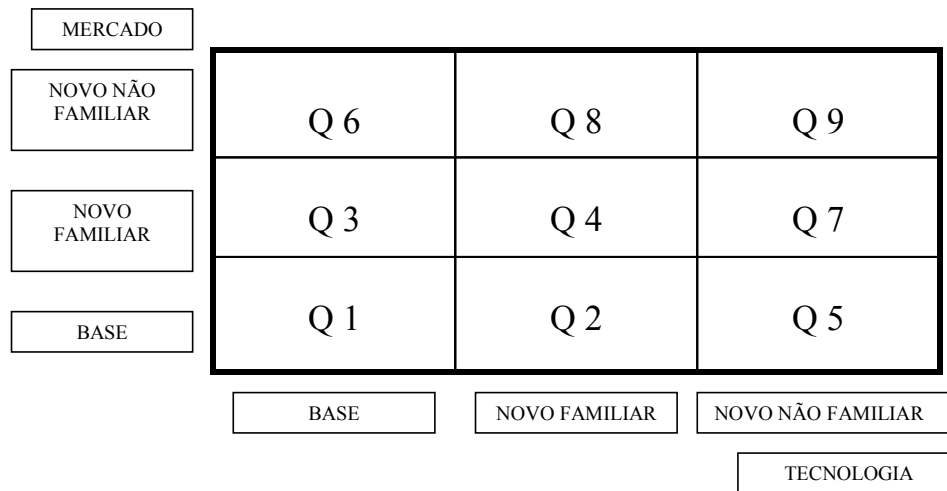 MERCADO
NOVO NÃO
FAMILIAR
Q 6
Q 8
Q 9
NOVO
FAMILIAR
Q 3
Q 4
Q 7
BASE
Q 1
Q 2
Q 5
BASE
NOVO FAMILIAR
NOVO NÃO FAMILIAR
TECNOLOGIA